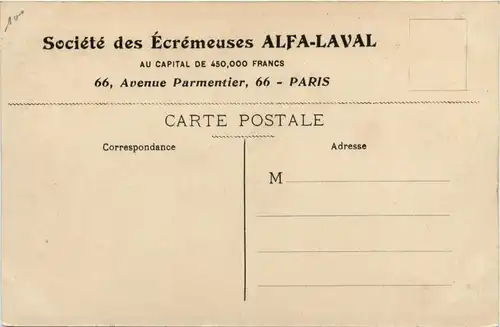 Société des Écrémeuses ALFA-LAVAL
AU CAPITAL DE 450,000 FRANCS
66, Avenue Parmentier, 66 - PARIS
CARTE POSTALE
Correspondance
Adresse
M